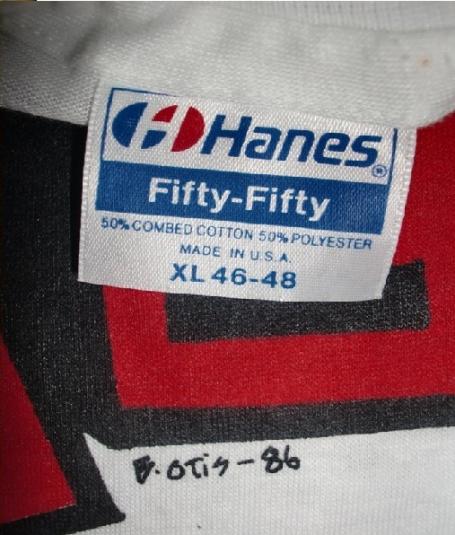 Hanes®
Fifty-Fifty
50% COMBED COTTON 50% POLYESTER
MADE IN U.S.A.
XL 46-48
OTIS-86